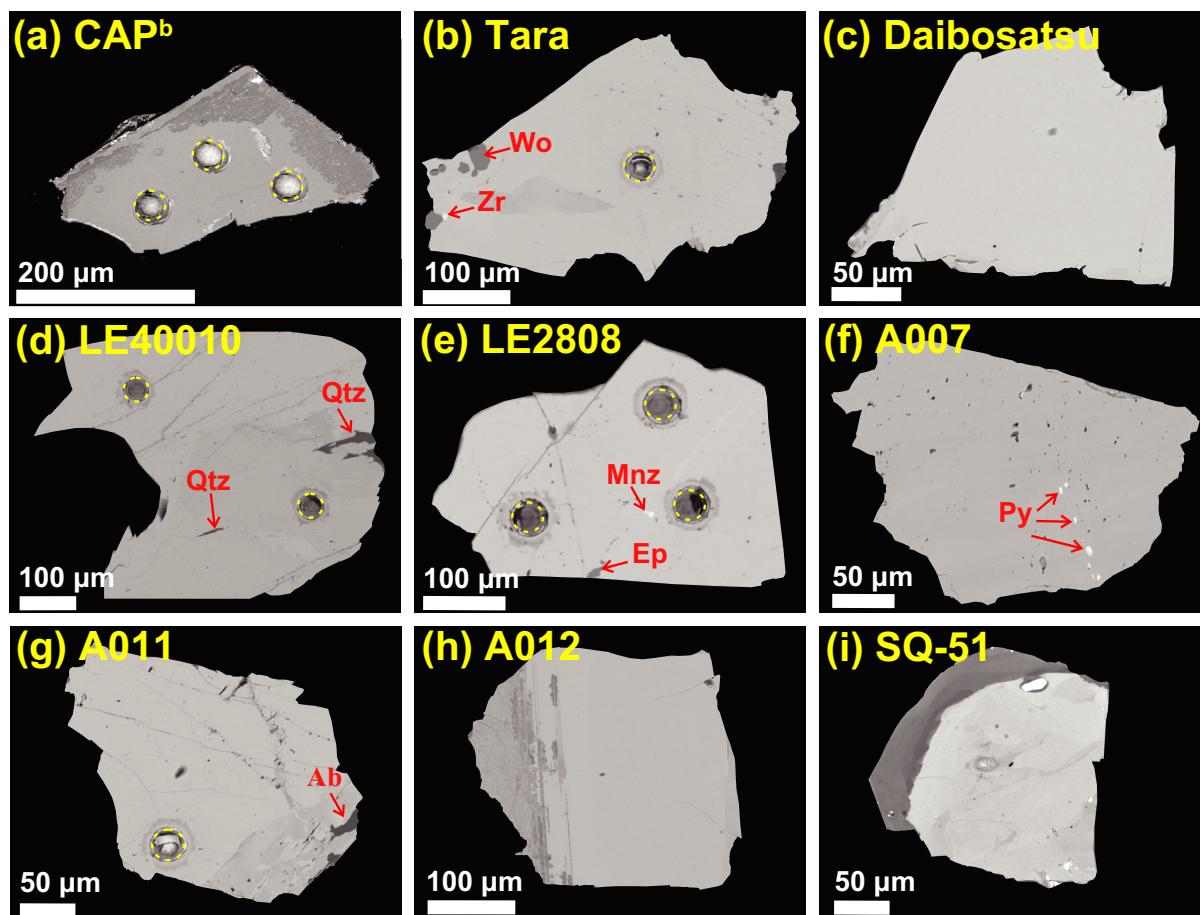 (a) CAPᵇ
200 µm
(b) Tara
Wo
Zr
100 µm
(c) Daibosatsu
50 µm
(d) LE40010
Qtz
Qtz
100 µm
(e) LE2808
Mnz
Ep
100 µm
(f) A007
Py
50 µm
(g) A011
Ab
50 µm
(h) A012
100 µm
(i) SQ-51
50 µm